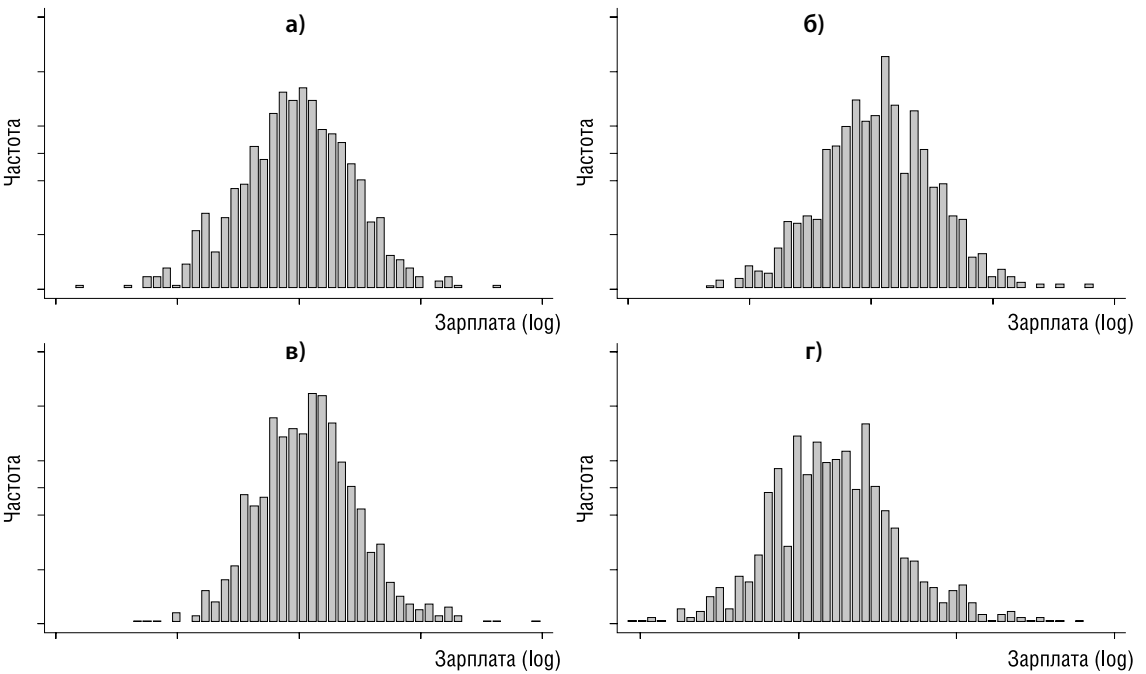 а)
Частота
Зарплата (log)
б)
Частота
Зарплата (log)
в)
Частота
Зарплата (log)
г)
Частота
Зарплата (log)